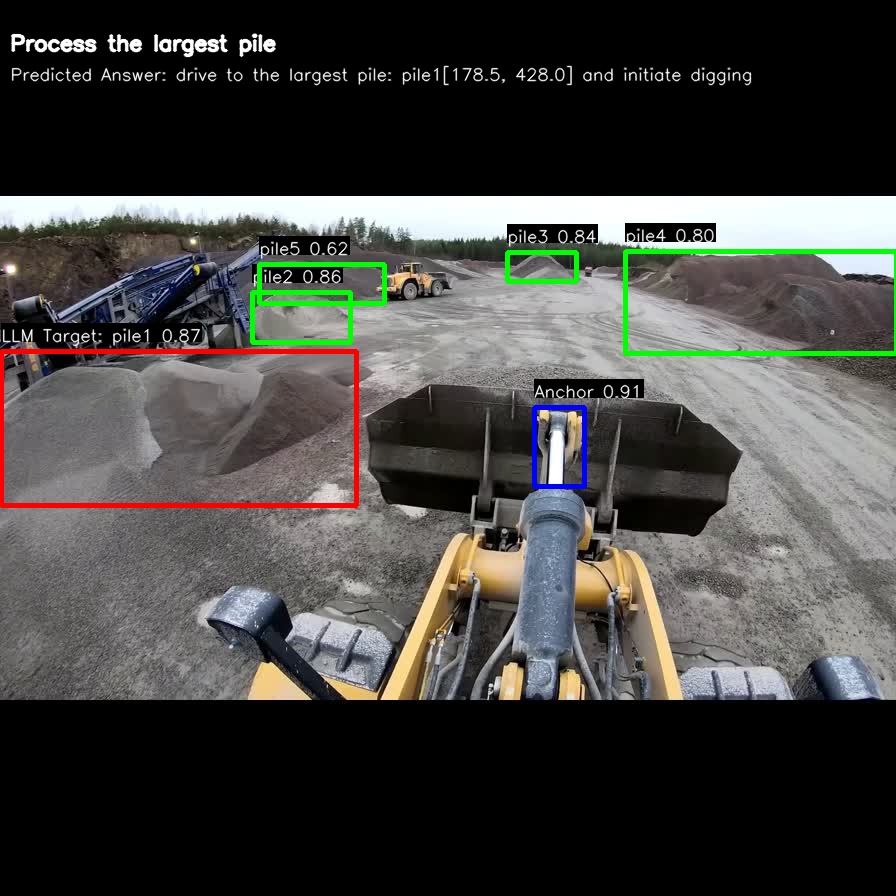 Process the largest pile
Predicted Answer: drive to the largest pile: pile1[178.5, 428.0] and initiate digging
pile5 0.62
pile3 0.84
pile4 0.80
pile2 0.86
LLM Target: pile1 0.87
Anchor 0.91